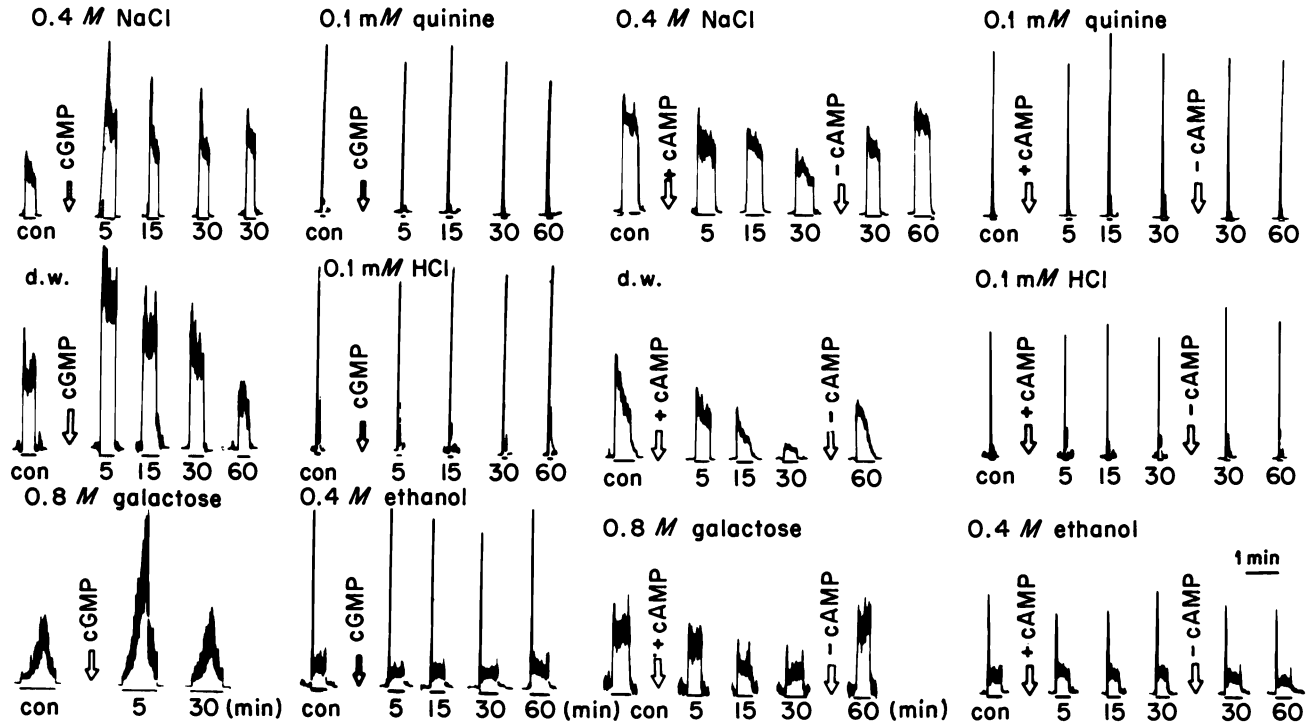 0.4 M NaCl
cGMP
con 5 15 30 30
0.1 mM quinine
cGMP
con 5 15 30 60
0.4 M NaCl
+ cAMP
- cAMP
con 5 15 30 30 60
0.1 mM quinine
+ cAMP
- cAMP
con 5 15 30 30 60
d.w.
cGMP
con 5 15 30 60
0.1 mM HCl
cGMP
con 5 15 30 60
d.w.
+ cAMP
- cAMP
con 5 15 30 60
0.1 mM HCl
+ cAMP
- cAMP
con 5 15 30 30 60
0.8 M galactose
cGMP
con 5 30 (min)
0.4 M ethanol
cGMP
con 5 15 30 60 (min)
0.8 M galactose
+ cAMP
- cAMP
con 5 15 30 60 (min)
0.4 M ethanol
1 min
+ cAMP
- cAMP
con 5 15 30 30 60